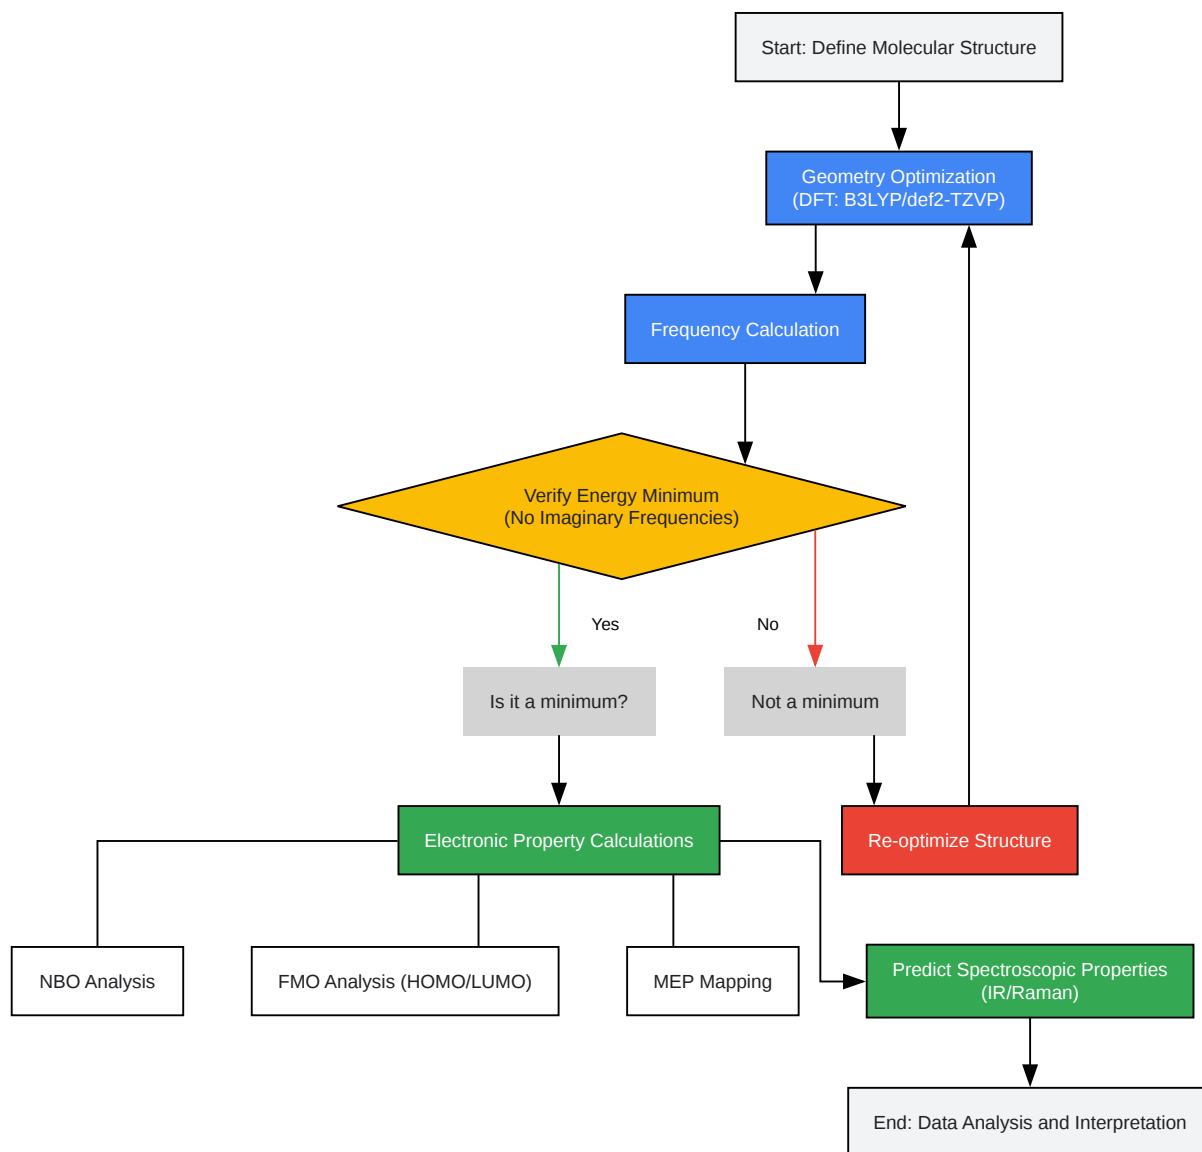 Start: Define Molecular Structure
Geometry Optimization
(DFT: B3LYP/def2-TZVP)
Frequency Calculation
Verify Energy Minimum
(No Imaginary Frequencies)
Yes
No
Is it a minimum?
Not a minimum
Electronic Property Calculations
Re-optimize Structure
NBO Analysis
FMO Analysis (HOMO/LUMO)
MEP Mapping
Predict Spectroscopic Properties
(IR/Raman)
End: Data Analysis and Interpretation